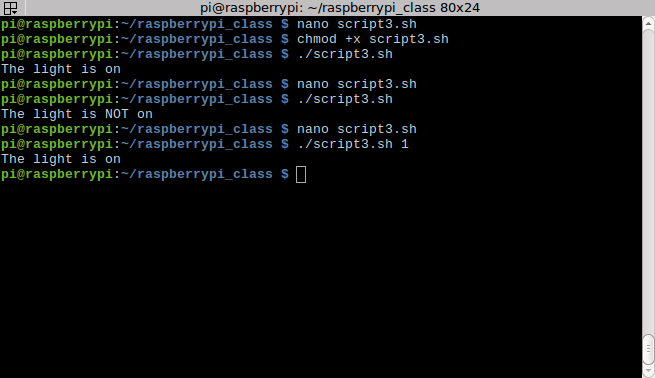 pi@raspberrypi: ~/raspberrypi_class 80x24
pi@raspberrypi:~/raspberrypi_class $ nano script3.sh
pi@raspberrypi:~/raspberrypi_class $ chmod +x script3.sh
pi@raspberrypi:~/raspberrypi_class $ ./script3.sh
The light is on
pi@raspberrypi:~/raspberrypi_class $ nano script3.sh
pi@raspberrypi:~/raspberrypi_class $ ./script3.sh
The light is NOT on
pi@raspberrypi:~/raspberrypi_class $ nano script3.sh
pi@raspberrypi:~/raspberrypi_class $ ./script3.sh 1
The light is on
pi@raspberrypi:~/raspberrypi_class $